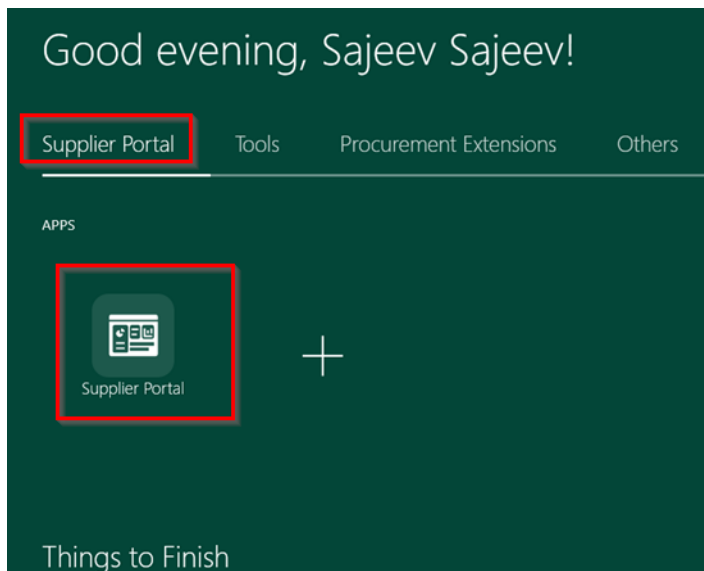 Good evening, Sajeev Sajeev!
Supplier Portal Tools Procurement Extensions Others
APPS
Supplier Portal
Things to Finish